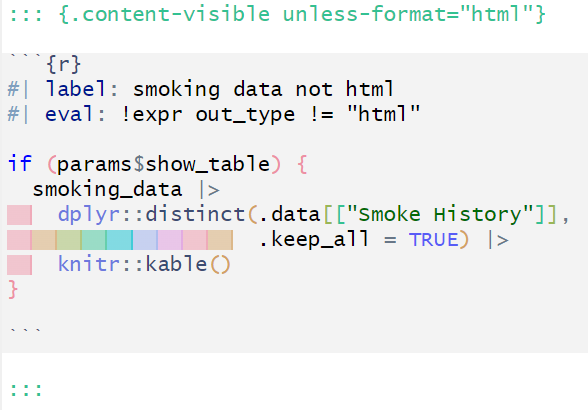 ::: {.content-visible unless-format="html"}
```{r}
#| label: smoking data not html
#| eval: !expr out_type != "html"
if (params$show_table) {
  smoking_data |>
    dplyr::distinct(.data[["Smoke History"]],
                    .keep_all = TRUE) |>
    knitr::kable()
}
```
:::